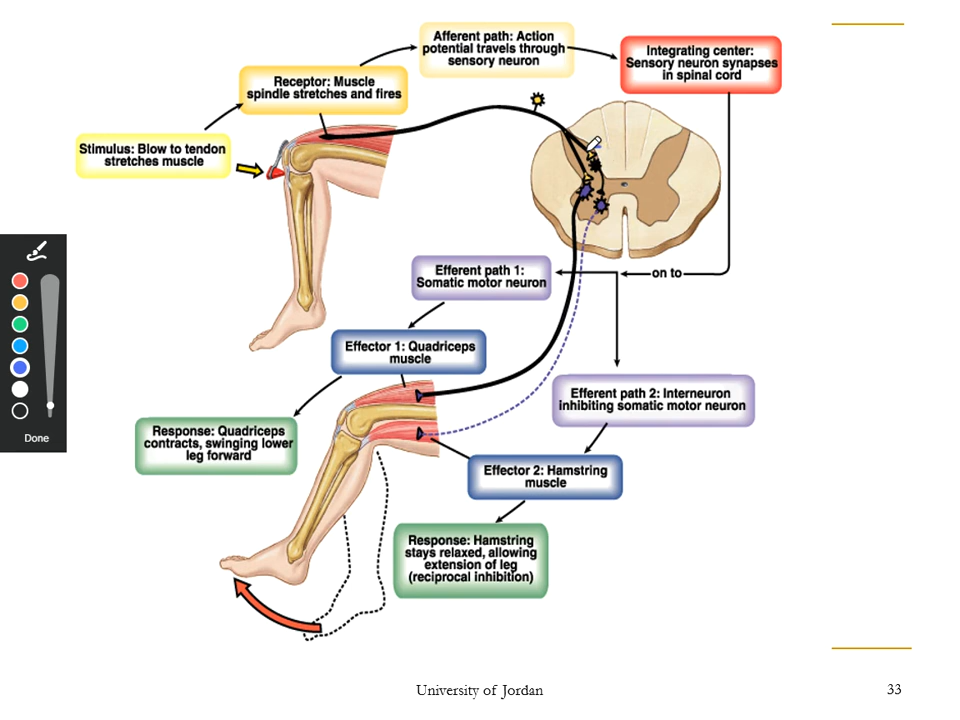 Afferent path: Action
potential travels through
sensory neuron
Integrating center:
Sensory neuron synapses
in spinal cord
Receptor: Muscle
spindle stretches and fires
Stimulus: Blow to tendon
stretches muscle
Efferent path 1:
Somatic motor neuron
on to
Effector 1: Quadriceps
muscle
Efferent path 2: Interneuron
inhibiting somatic motor neuron
Response: Quadriceps
contracts, swinging lower
leg forward
Done
Effector 2: Hamstring
muscle
Response: Hamstring
stays relaxed, allowing
extension of leg
(reciprocal inhibition)
University of Jordan
33